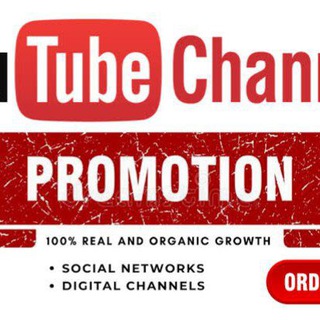 u Tube Chann
PROMOTION
100% REAL AND ORGANIC GROWTH
• SOCIAL NETWORKS
• DIGITAL CHANNELS
ORD